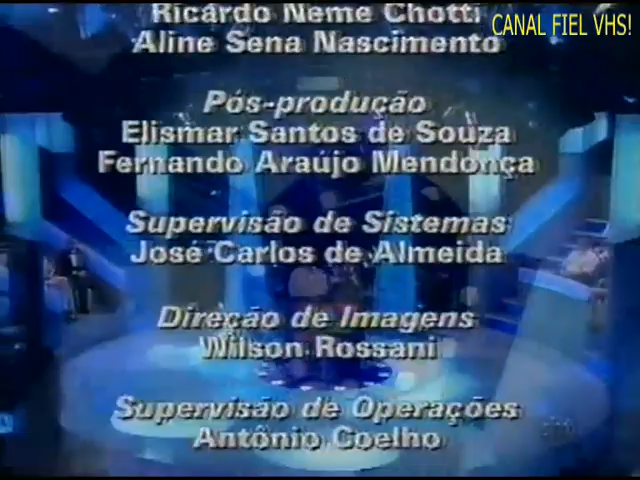 Ricardo Neme Chotti
CANAL FIEL VHS!
Aline Sena Nascimento
Pós-produção
Elismar Santos de Souza
Fernando Araújo Mendonça
Supervisão de Sistemas
José Carlos de Almeida
Direção de Imagens
Wilson Rossani
Supervisão de Operações
Antônio Coelho